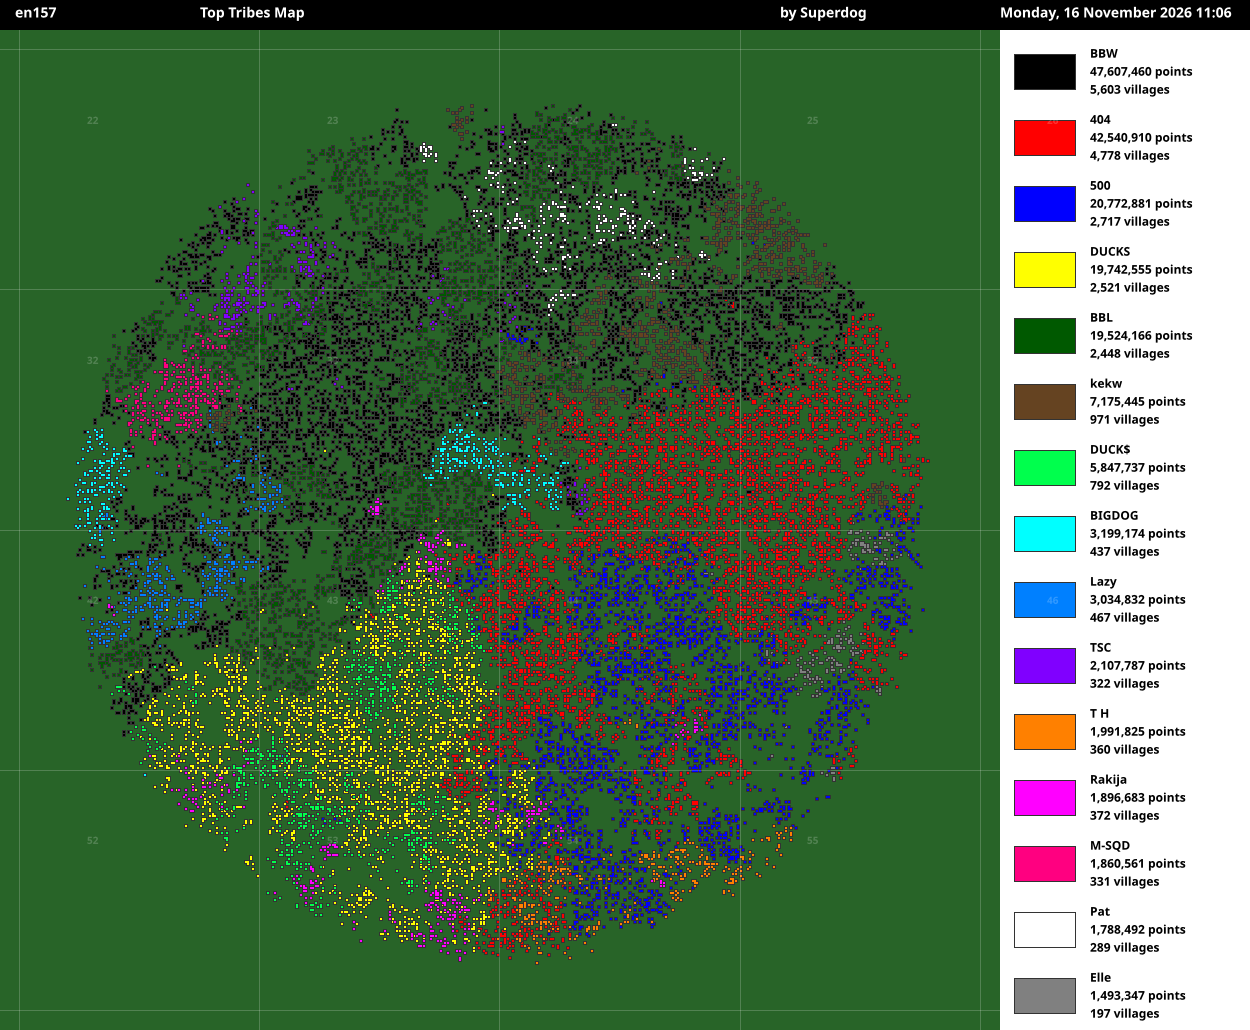 en157 Top Tribes Map by Superdog Monday, 16 November 2026 11:06
BBW
47,607,460 points
5,603 villages
404
42,540,910 points
4,778 villages
500
20,772,881 points
2,717 villages
DUCKS
19,742,555 points
2,521 villages
BBL
19,524,166 points
2,448 villages
kekw
7,175,445 points
971 villages
DUCK$
5,847,737 points
792 villages
BIGDOG
3,199,174 points
437 villages
Lazy
3,034,832 points
467 villages
TSC
2,107,787 points
322 villages
T H
1,991,825 points
360 villages
Rakija
1,896,683 points
372 villages
M-SQD
1,860,561 points
331 villages
Pat
1,788,492 points
289 villages
Elle
1,493,347 points
197 villages
22 23 25
32
43 46
52 53 55